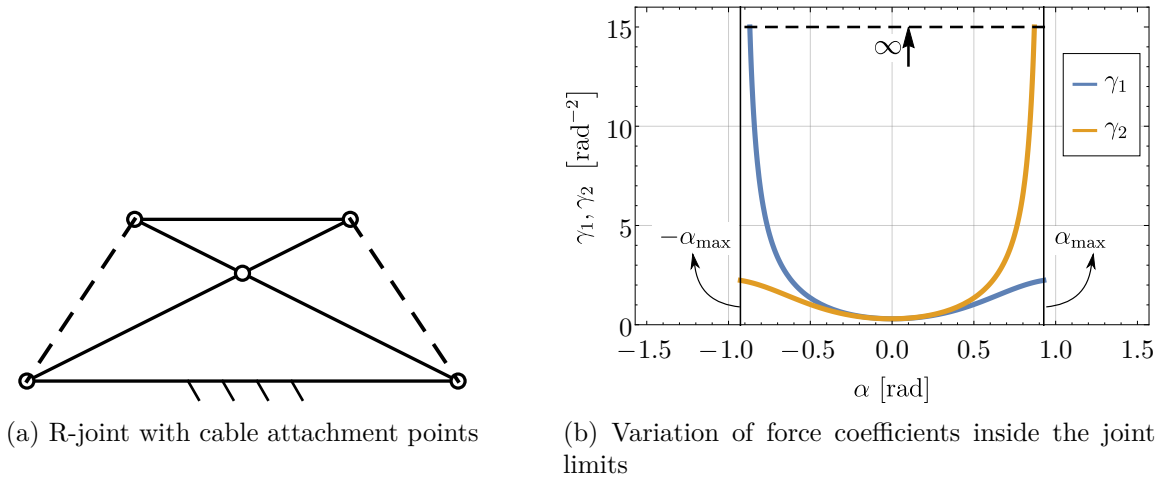 15
10
5
0
γ₁, γ₂ [rad⁻²]
∞
γ₁
γ₂
−α_max
α_max
−1.5 −1.0 −0.5 0.0 0.5 1.0 1.5
α [rad]
(a) R-joint with cable attachment points
(b) Variation of force coefficients inside the joint
limits